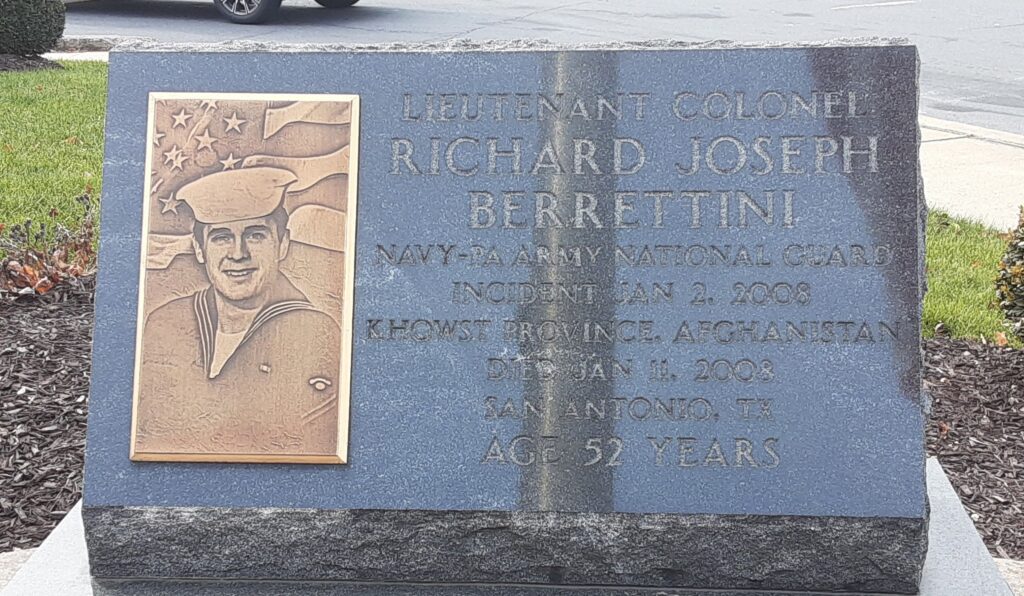 LIEUTENANT COLONEL
RICHARD JOSEPH
BERRETTINI
NAVY-PA ARMY NATIONAL GUARD
INCIDENT JAN 2, 2008
KHOWST PROVINCE, AFGHANISTAN
DIED JAN 11, 2008
SAN ANTONIO, TX
AGE 52 YEARS